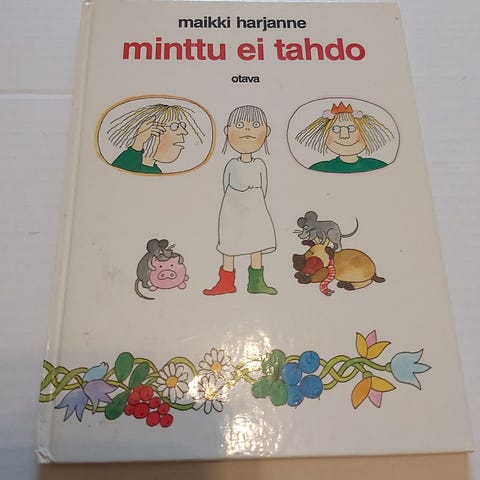 maikki harjanne
minttu ei tahdo
otava